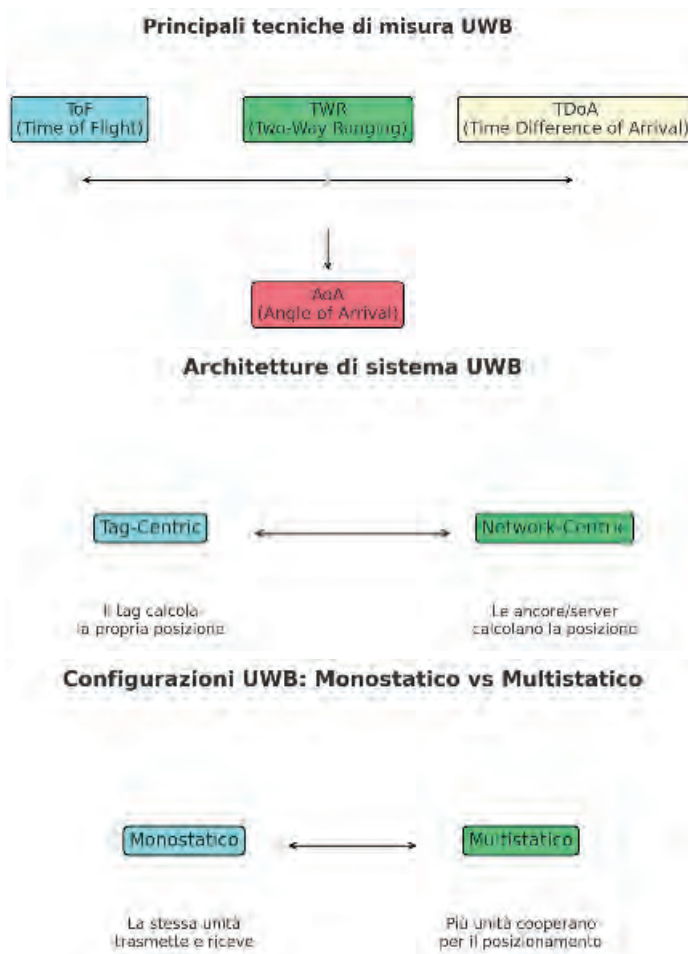 Principali tecniche di misura UWB
ToF
(Time of Flight)
TWR
(Two-Way Ranging)
TDoA
(Time Difference of Arrival)
AoA
(Angle of Arrival)
Architetture di sistema UWB
Tag-Centric
Network-Centric
Il tag calcola
la propria posizione
Le ancore/server
calcolano la posizione
Configurazioni UWB: Monostatico vs Multistatico
Monostatico
Multistatico
La stessa unità
trasmette e riceve
Più unità cooperano
per il posizionamento